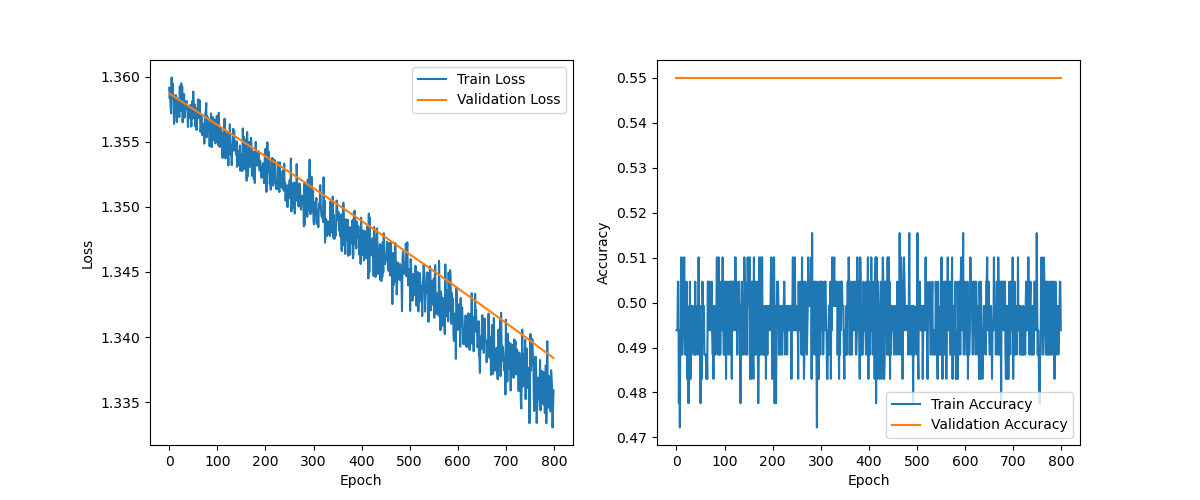 1.360
1.355
1.350
1.345
1.340
1.335
Loss
0 100 200 300 400 500 600 700 800
Epoch
Train Loss
Validation Loss
0.55
0.54
0.53
0.52
0.51
0.50
0.49
0.48
0.47
Accuracy
0 100 200 300 400 500 600 700 800
Epoch
Train Accuracy
Validation Accuracy